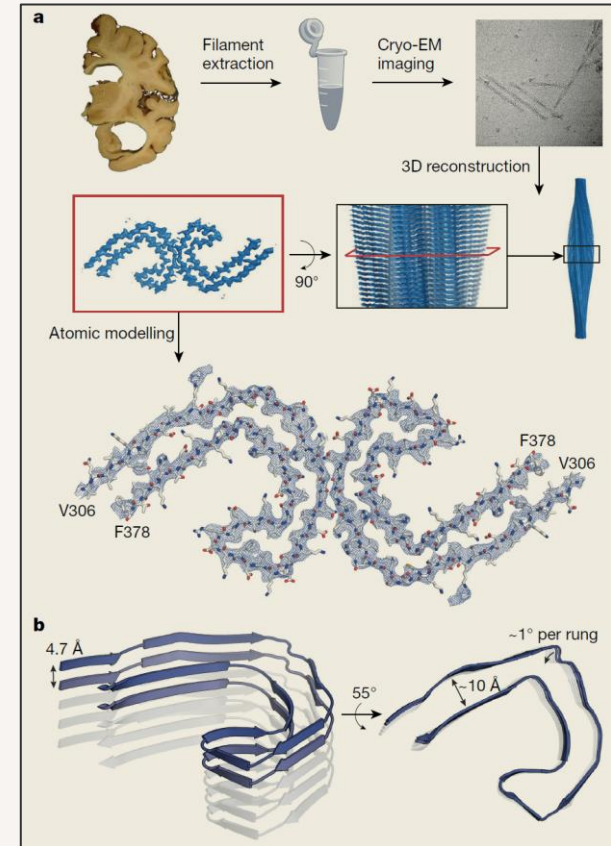 a
Filament
extraction
Cryo-EM
imaging
3D reconstruction
90°
Atomic modelling
V306
F378
F378
V306
b
4.7 Å
55°
~10 Å
~1° per rung